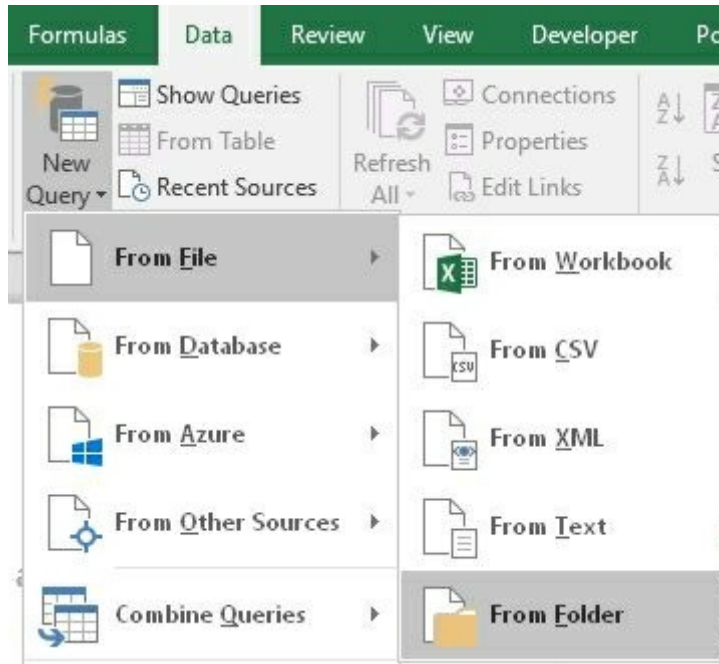 Formulas Data Review View Developer Po
New Query
Show Queries
From Table
Recent Sources
Refresh All
Connections
Properties
Edit Links
A
Z
Z
A
Z
A
S
From File
From Database
From Azure
From Other Sources
Combine Queries
From Workbook
From CSV
CSV
From XML
From Text
From Folder